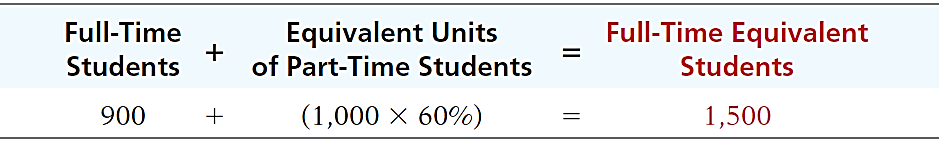 Full-Time Students + Equivalent Units of Part-Time Students = Full-Time Equivalent Students
900 + (1,000 × 60%) = 1,500